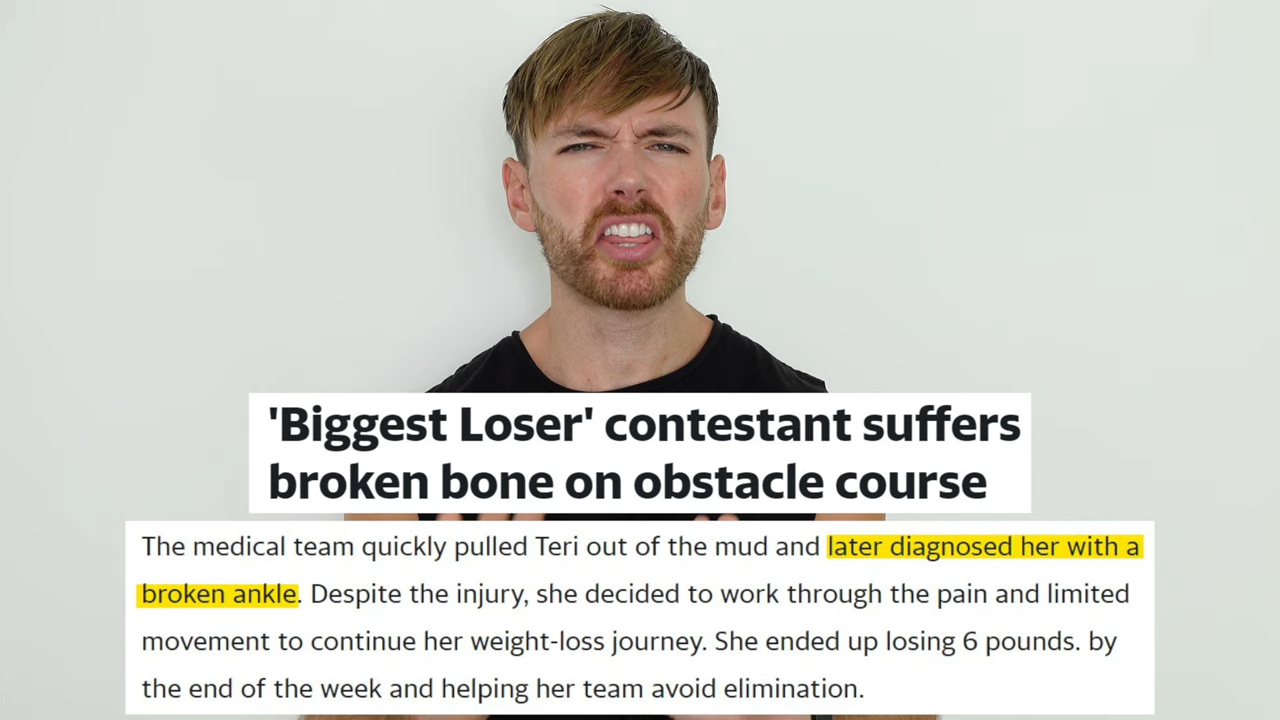 'Biggest Loser' contestant suffers
broken bone on obstacle course
The medical team quickly pulled Teri out of the mud and later diagnosed her with a
broken ankle. Despite the injury, she decided to work through the pain and limited
movement to continue her weight-loss journey. She ended up losing 6 pounds. by
the end of the week and helping her team avoid elimination.